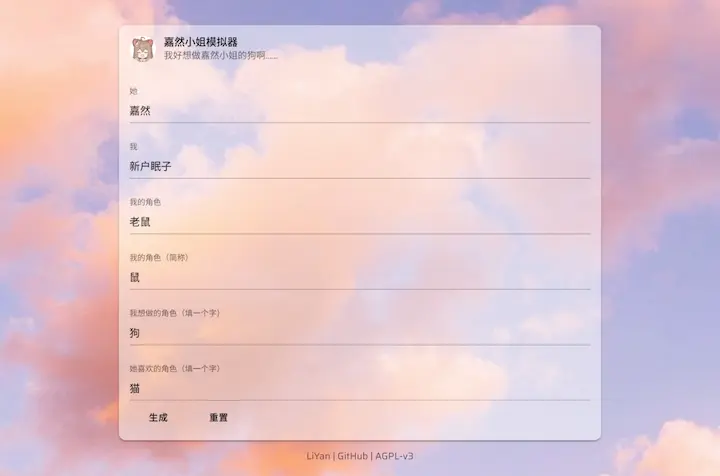 嘉然小姐模拟器
我好想做嘉然小姐的狗啊……
她
嘉然
我
新户眠子
我的角色
老鼠
我的角色（简称）
鼠
我想做的角色（填一个字）
狗
她喜欢的角色（填一个字）
猫
生成 重置
LiYan | GitHub | AGPL-v3